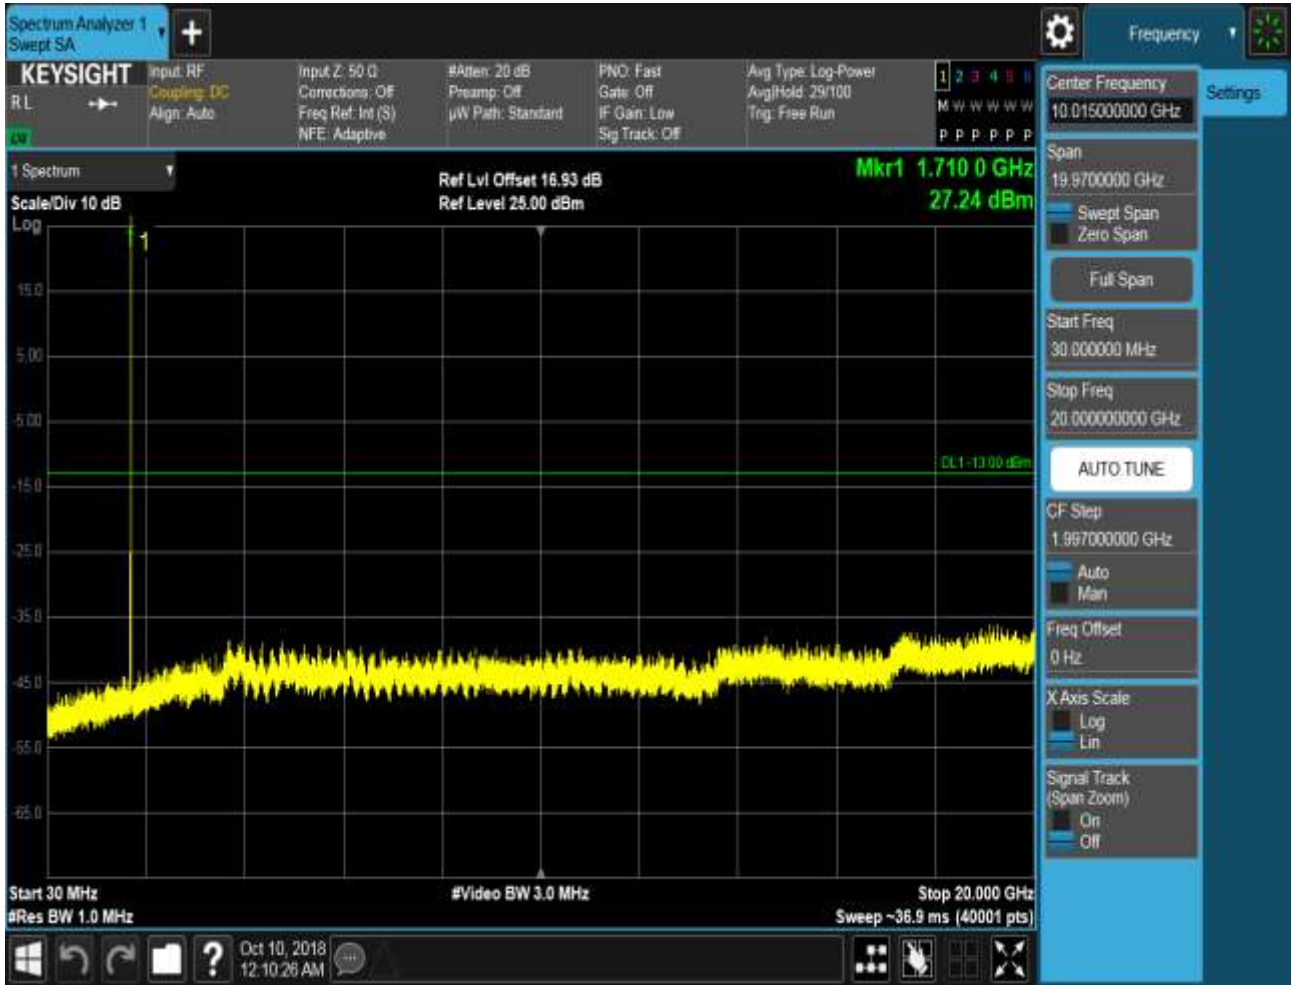 Spectrum Analyzer 1
Swept SA
Frequency
KEYSIGHT
R L
Input: RF
Coupling: DC
Align: Auto
Input Z: 50 Ω
Corrections: Off
Freq Ref: Int (S)
NFE: Adaptive
#Atten: 20 dB
Preamp: Off
µW Path: Standard
PNO: Fast
Gate: Off
IF Gain: Low
Sig Track: Off
Avg Type: Log-Power
Avg|Hold: 29/100
Trig: Free Run
1 2 3 4 5 6
M W W W W W
P P P P P P
1 Spectrum
Scale/Div 10 dB
Log
Ref Lvl Offset 16.93 dB
Ref Level 25.00 dBm
Mkr1 1.710 0 GHz
27.24 dBm
1
15.0
5.00
-5.00
DL1 -13.00 dBm
-15.0
-25.0
-35.0
-45.0
-55.0
-65.0
Start 30 MHz
#Res BW 1.0 MHz
#Video BW 3.0 MHz
Stop 20.000 GHz
Sweep ~36.9 ms (40001 pts)
Oct 10, 2018
12:10:26 AM
Center Frequency
10.015000000 GHz
Settings
Span
19.9700000 GHz
Swept Span
Zero Span
Full Span
Start Freq
30.000000 MHz
Stop Freq
20.000000000 GHz
AUTO TUNE
CF Step
1.997000000 GHz
Auto
Man
Freq Offset
0 Hz
X Axis Scale
Log
Lin
Signal Track
(Span Zoom)
On
Off